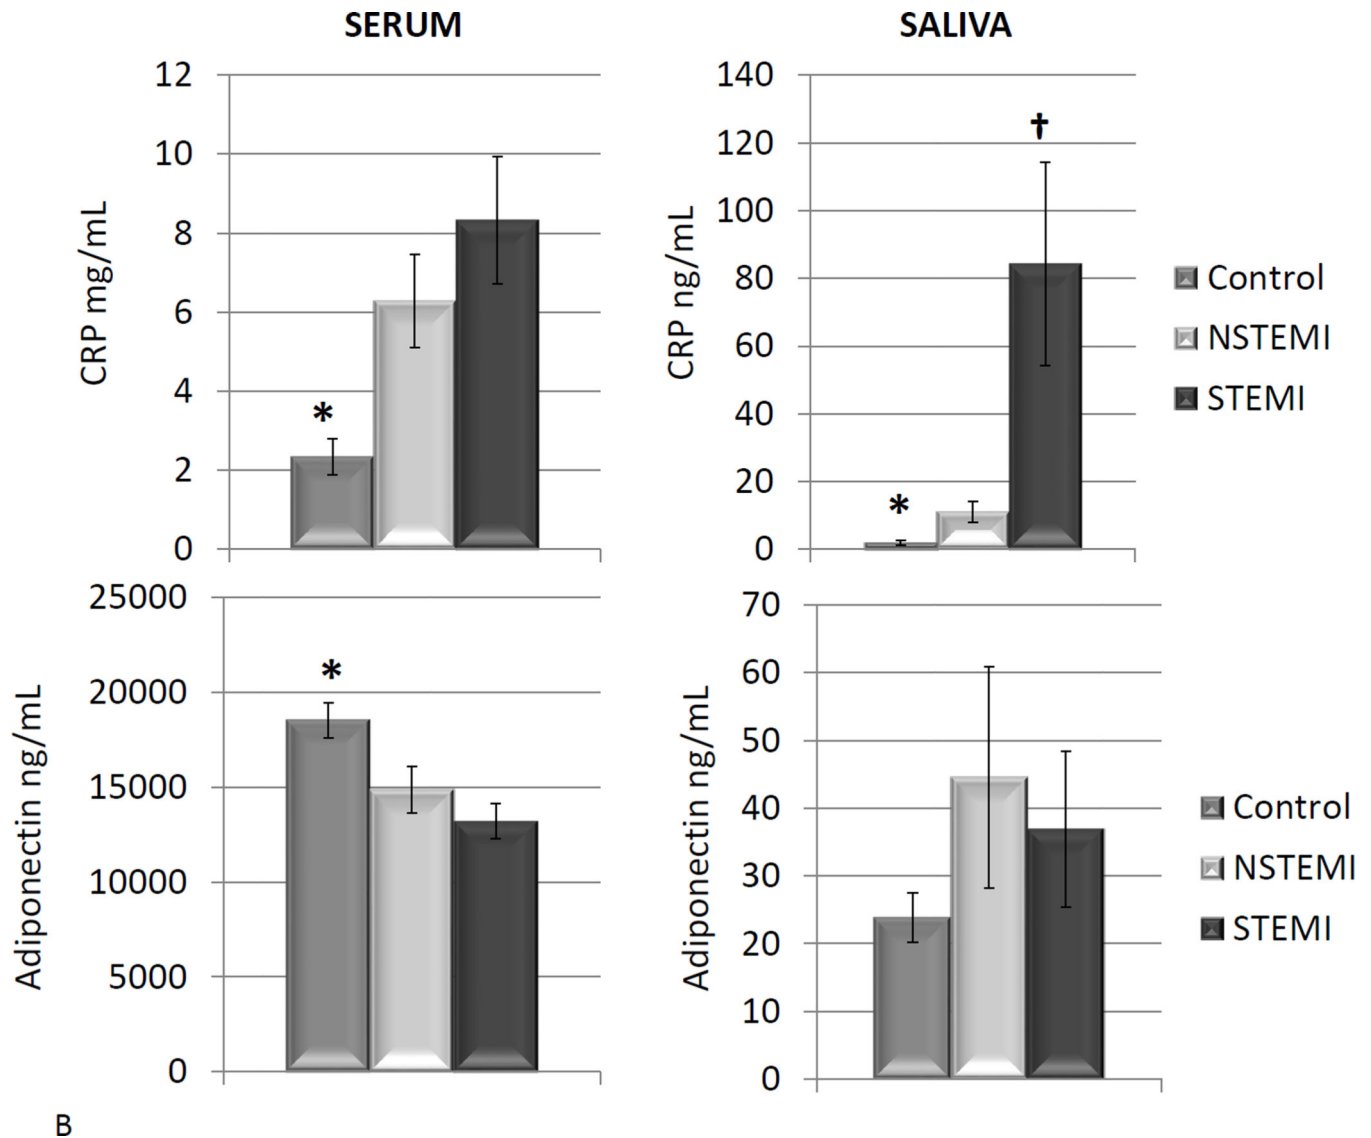 SERUM
SALIVA
12
10
8
6
4
2
0
CRP mg/mL
*
140
120
100
80
60
40
20
0
CRP ng/mL
*
†
Control
NSTEMI
STEMI
25000
20000
15000
10000
5000
0
Adiponectin ng/mL
*
70
60
50
40
30
20
10
0
Adiponectin ng/mL
Control
NSTEMI
STEMI
B